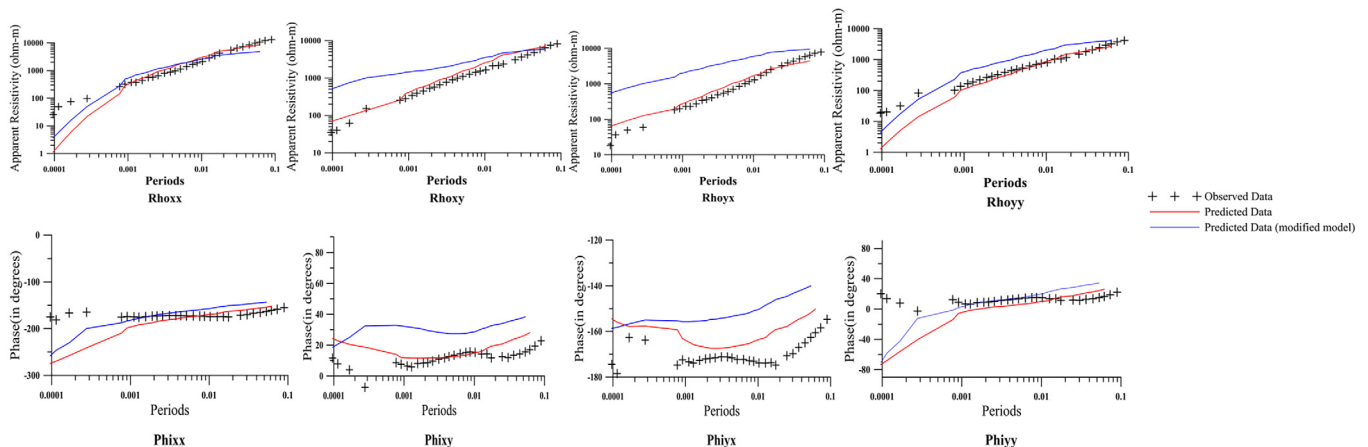 Apparent Resistivity (ohm-m)
10000
1000
100
10
1
0.0001
0.001
0.01
0.1
Periods
Rhoxx
Apparent Resistivity (ohm-m)
10000
1000
100
10
0.0001
0.001
0.01
0.1
Periods
Rhoxy
Apparent Resistivity (ohm-m)
100000
10000
1000
100
10
0.0001
0.001
0.01
0.1
Periods
Rhoyx
Apparent Resistivity (ohm-m)
10000
1000
100
10
1
0.0001
0.001
0.01
0.1
Periods
Rhoyy
Observed Data
Predicted Data
Predicted Data (modified model)
Phase(in degrees)
0
-100
-200
-300
0.0001
0.001
0.01
0.1
Periods
Phixx
Phase(in degrees)
80
60
40
20
0
0.0001
0.001
0.01
0.1
Periods
Phixy
Phase(in degrees)
-120
-140
-160
-180
0.0001
0.001
0.01
0.1
Periods
Phiyx
Phase(in degrees)
80
40
0
-40
-80
0.0001
0.001
0.01
0.1
Periods
Phiyy